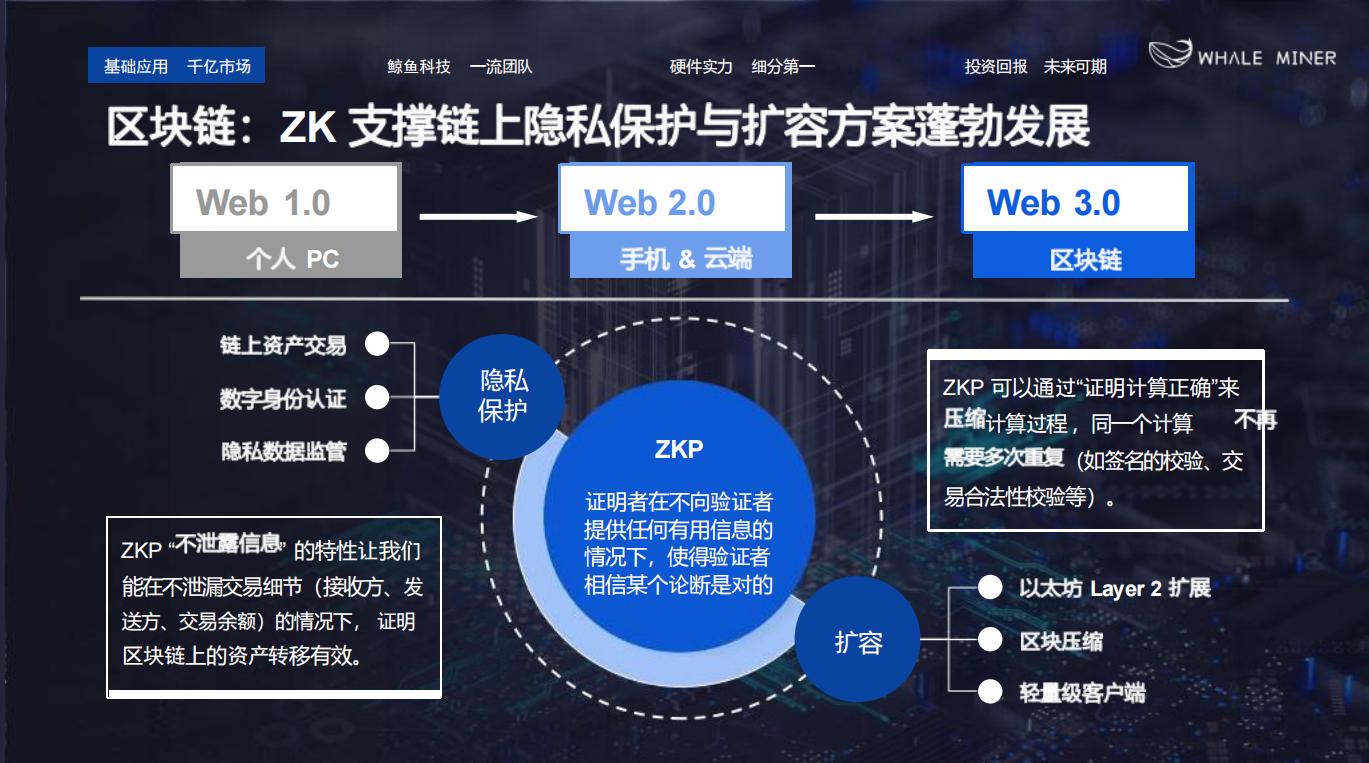 基础应用 千亿市场
鲸鱼科技 一流团队
硬件实力 细分第一
投资回报 未来可期
WHALE MINER
区块链：ZK 支撑链上隐私保护与扩容方案蓬勃发展
Web 1.0
个人 PC
Web 2.0
手机 & 云端
Web 3.0
区块链
链上资产交易
数字身份认证
隐私数据监管
隐私
保护
ZKP
证明者在不向验证者
提供任何有用信息的
情况下，使得验证者
相信某个论断是对的
ZKP 可以通过“证明计算正确”来
压缩计算过程，同一个计算 不再
需要多次重复（如签名的校验、交
易合法性校验等）。
ZKP “不泄露信息” 的特性让我们
能在不泄漏交易细节（接收方、发
送方、交易余额）的情况下， 证明
区块链上的资产转移有效。
扩容
以太坊 Layer 2 扩展
区块压缩
轻量级客户端